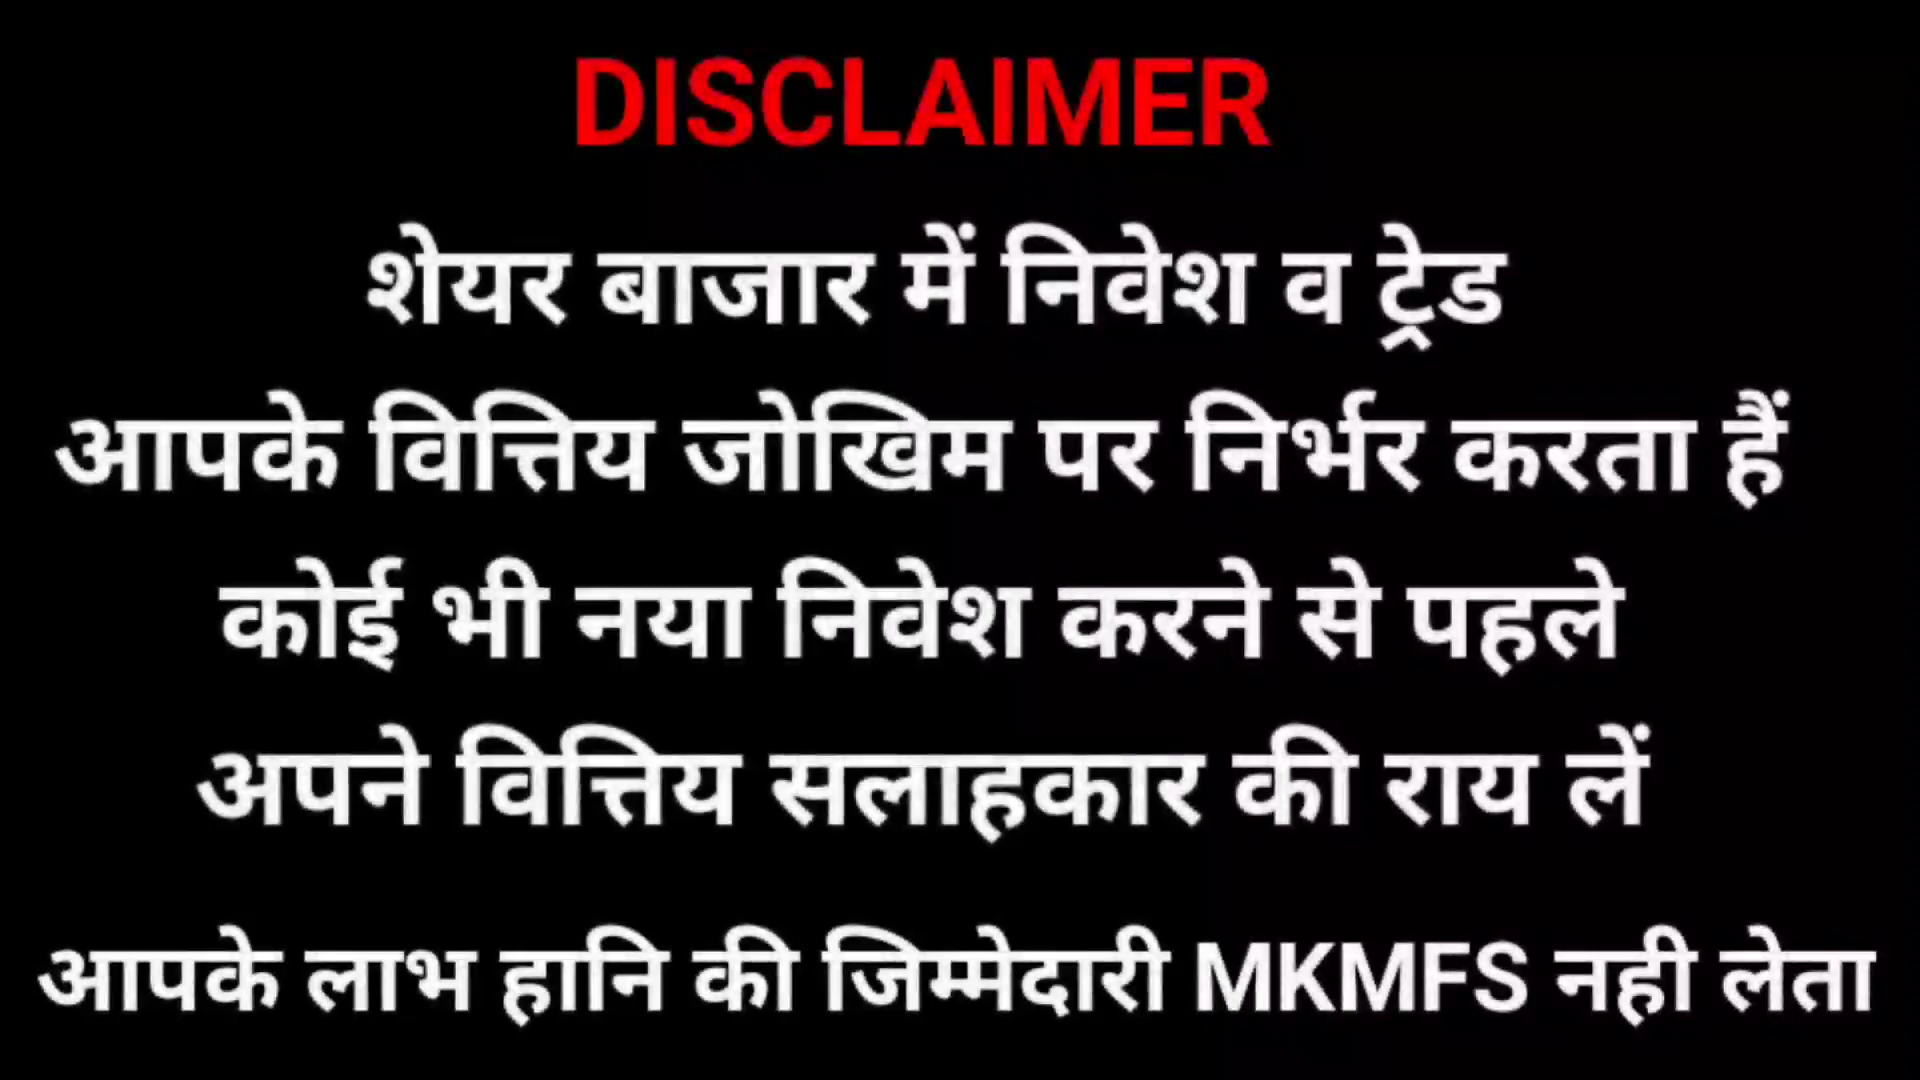 DISCLAIMER
शेयर बाजार में निवेश व ट्रेड
आपके वित्तिय जोखिम पर निर्भर करता हैं
कोई भी नया निवेश करने से पहले
अपने वित्तिय सलाहकार की राय लें
आपके लाभ हानि की जिम्मेदारी MKMFS नही लेता